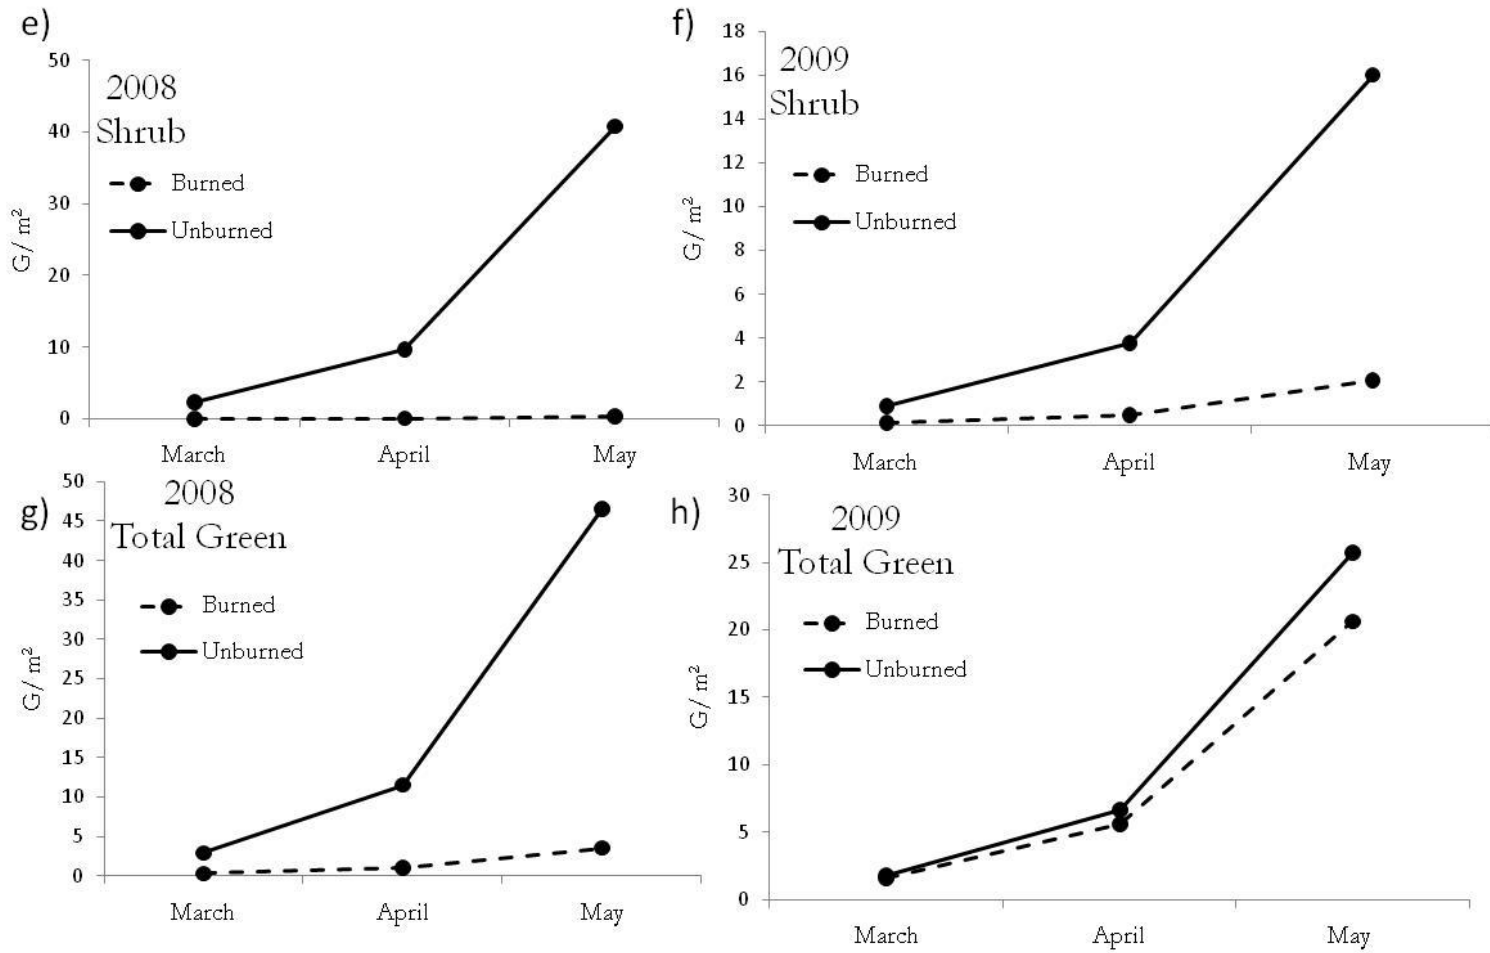 e)
2008
Shrub
Burned
Unburned
G/ m²
50
40
30
20
10
0
March April May
f)
2009
Shrub
Burned
Unburned
G/ m²
18
16
14
12
10
8
6
4
2
0
March April May
g)
2008
Total Green
Burned
Unburned
G/ m²
50
45
40
35
30
25
20
15
10
5
0
March April May
h)
2009
Total Green
Burned
Unburned
G/ m²
30
25
20
15
10
5
0
March April May